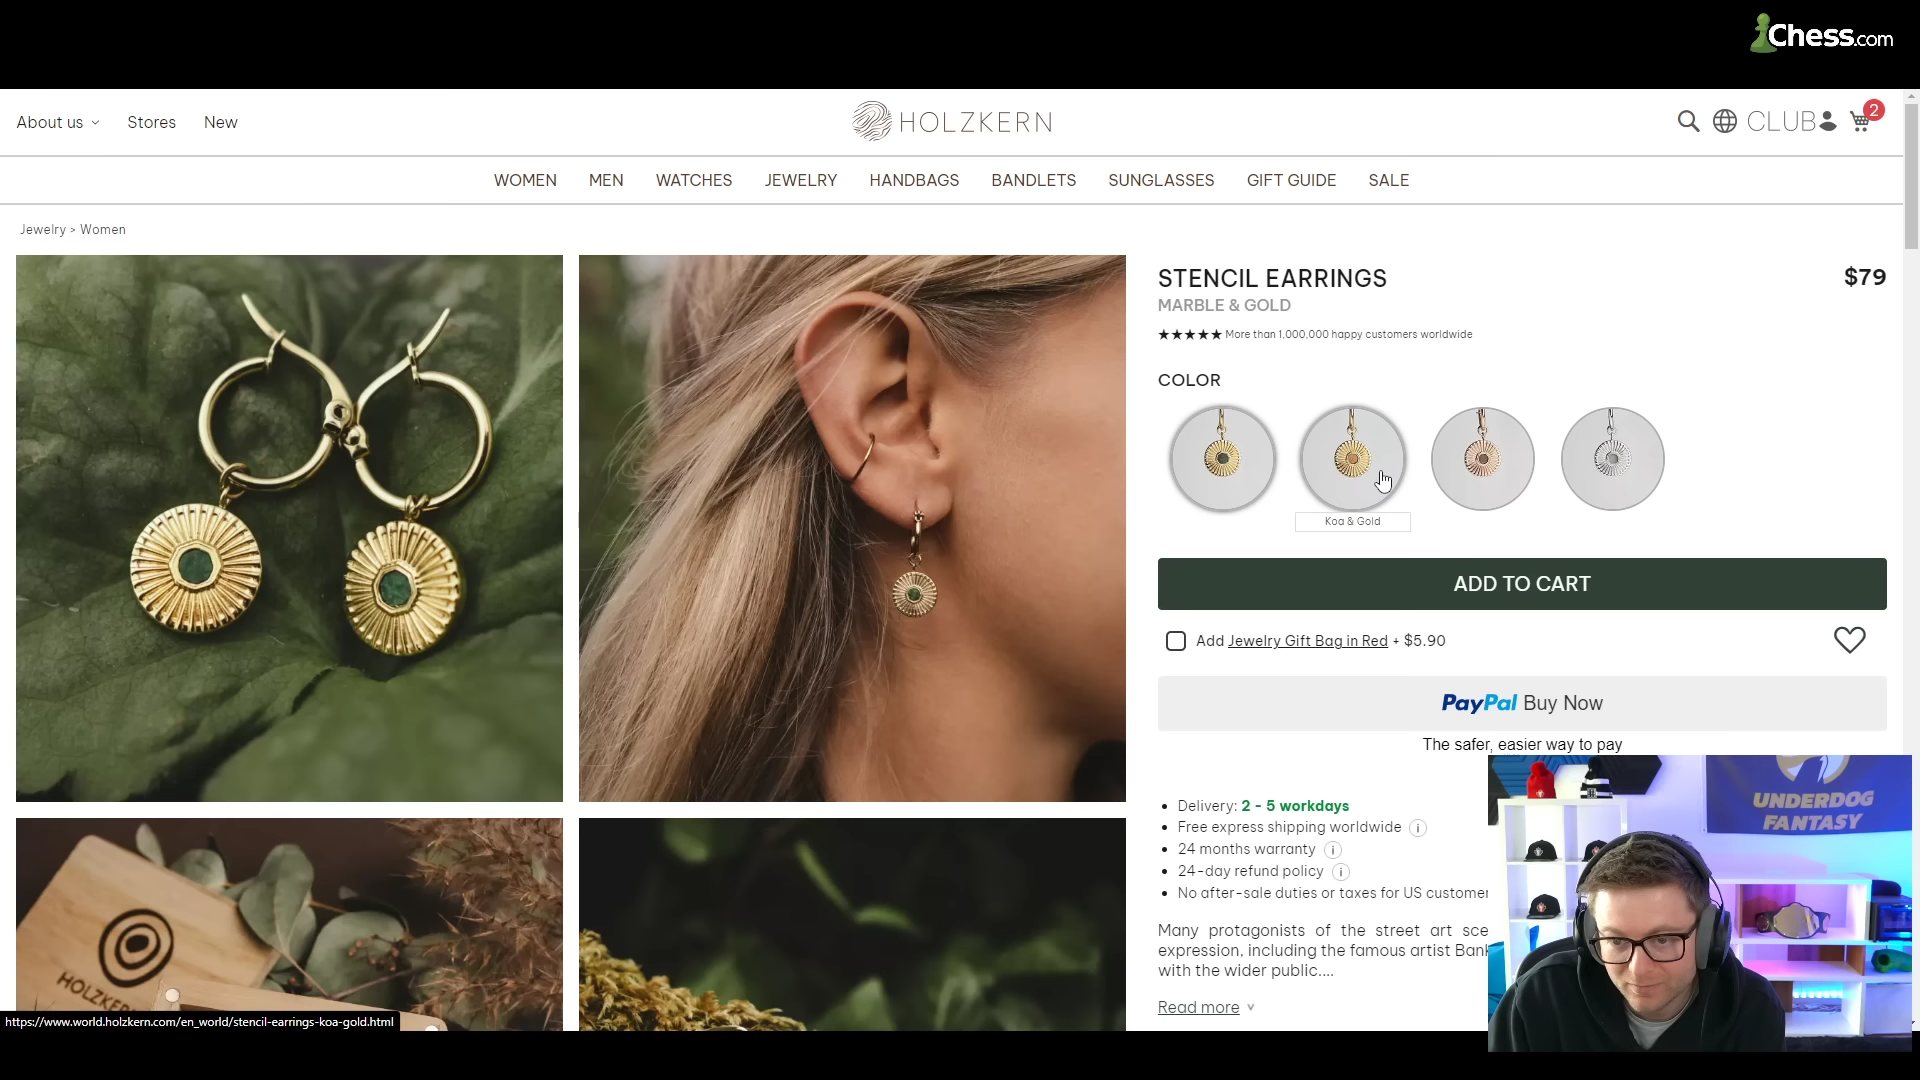 Chess.com
About us
Stores
New
HOLZKERN
CLUB
2
WOMEN
MEN
WATCHES
JEWELRY
HANDBAGS
BANDLETS
SUNGLASSES
GIFT GUIDE
SALE
Jewelry > Women
STENCIL EARRINGS
$79
MARBLE & GOLD
★★★★★ More than 1,000,000 happy customers worldwide
COLOR
Koa & Gold
ADD TO CART
Add Jewelry Gift Bag in Red + $5.90
PayPal Buy Now
The safer, easier way to pay
• Delivery: 2 - 5 workdays
• Free express shipping worldwide i
• 24 months warranty i
• 24-day refund policy i
• No after-sale duties or taxes for US customer
Many protagonists of the street art sce
expression, including the famous artist Bank
with the wider public....
Read more
UNDERDOG
FANTASY
HOLZKER
https://www.world.holzkern.com/en_world/stencil-earrings-koa-gold.html